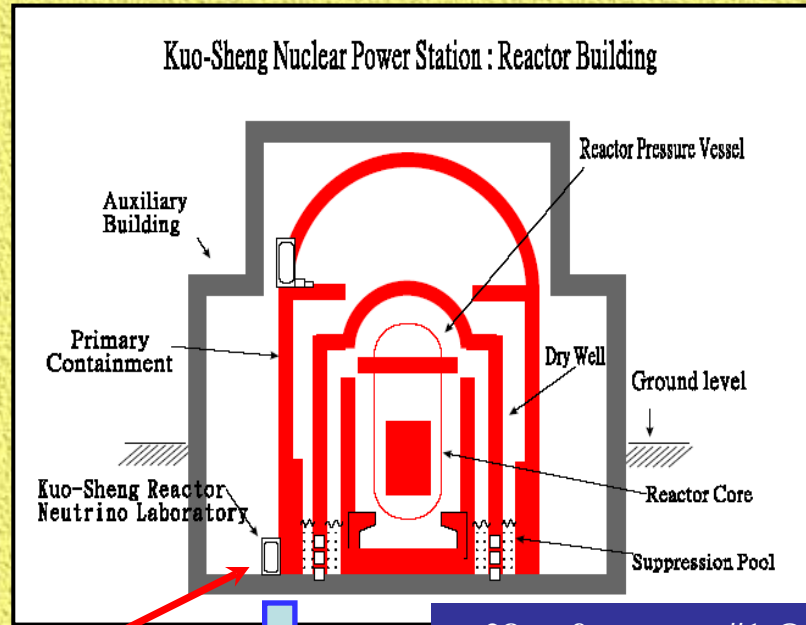 Kuo-Sheng Nuclear Power Station : Reactor Building
Reactor Pressure Vessel
Auxiliary
Building
Primary
Containment
Dry Well
Ground level
Kuo-Sheng Reactor
Neutrino Laboratory
Reactor Core
Suppression Pool